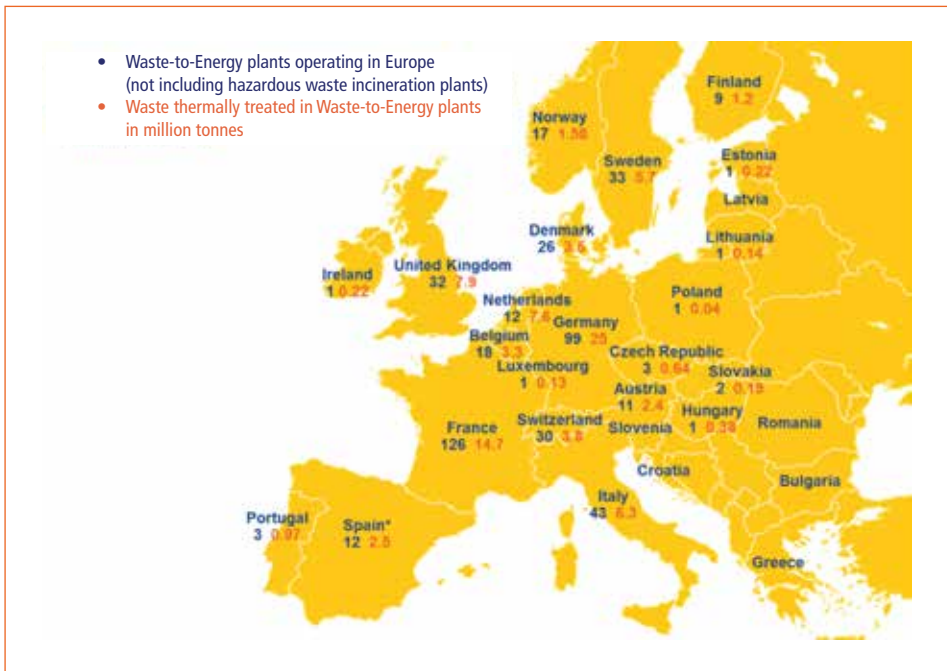 • Waste-to-Energy plants operating in Europe
(not including hazardous waste incineration plants)
• Waste thermally treated in Waste-to-Energy plants
in million tonnes
Finland
9 1.2
Norway
17
Sweden
33 5.7
Estonia
1 0.22
Latvia
Denmark
26 3.5
Lithuania
1 0.14
Ireland
1 0.22
United Kingdom
32 7.9
Netherlands
12 7.6
Poland
1 0.04
Germany
99 25
Belgium
18 3.3
Czech Republic
3 0.64
Luxembourg
1 0.13
Slovakia
2 0.19
Austria
11 2.4
Hungary
1 0.38
France
126 14.7
Switzerland
30 3.8
Slovenia
Romania
Croatia
Bulgaria
Italy
43 6.3
Portugal
3 0.97
Spain*
12 2.5
Greece